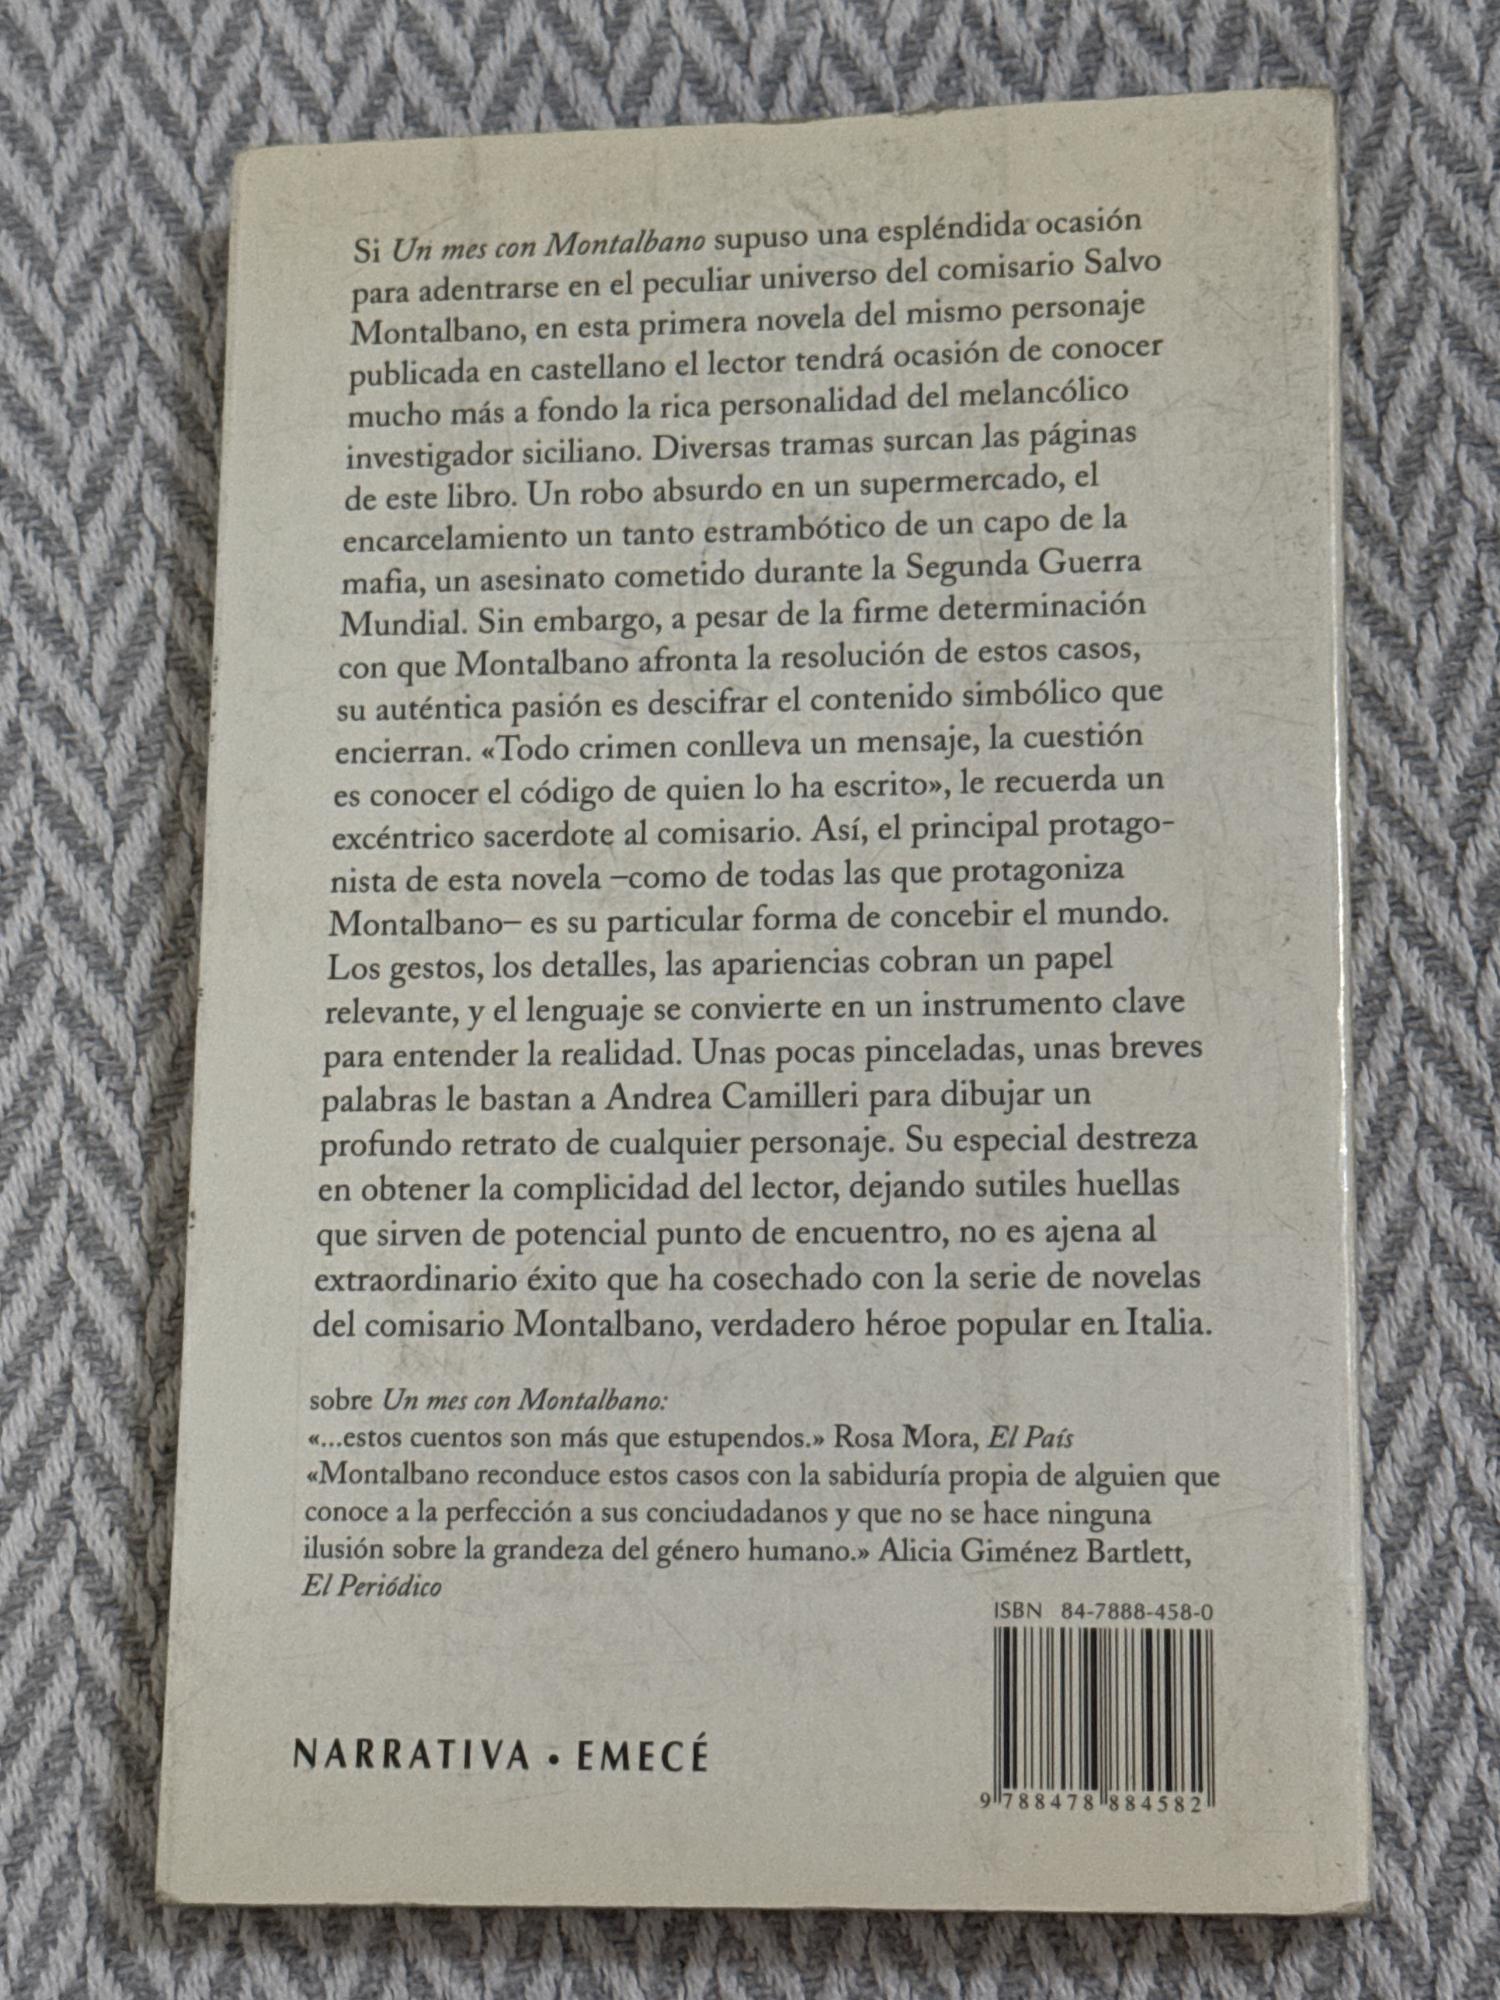 Si Un mes con Montalbano supuso una espléndida ocasión
para adentrarse en el peculiar universo del comisario Salvo
Montalbano, en esta primera novela del mismo personaje
publicada en castellano el lector tendrá ocasión de conocer
mucho más a fondo la rica personalidad del melancólico
investigador siciliano. Diversas tramas surcan las páginas
de este libro. Un robo absurdo en un supermercado, el
encarcelamiento un tanto estrambótico de un capo de la
mafia, un asesinato cometido durante la Segunda Guerra
Mundial. Sin embargo, a pesar de la firme determinación
con que Montalbano afronta la resolución de estos casos,
su auténtica pasión es descifrar el contenido simbólico que
encierran. «Todo crimen conlleva un mensaje, la cuestión
es conocer el código de quien lo ha escrito», le recuerda un
excéntrico sacerdote al comisario. Así, el principal protago-
nista de esta novela –como de todas las que protagoniza
Montalbano– es su particular forma de concebir el mundo.
Los gestos, los detalles, las apariencias cobran un papel
relevante, y el lenguaje se convierte en un instrumento clave
para entender la realidad. Unas pocas pinceladas, unas breves
palabras le bastan a Andrea Camilleri para dibujar un
profundo retrato de cualquier personaje. Su especial destreza
en obtener la complicidad del lector, dejando sutiles huellas
que sirven de potencial punto de encuentro, no es ajena al
extraordinario éxito que ha cosechado con la serie de novelas
del comisario Montalbano, verdadero héroe popular en Italia.
sobre Un mes con Montalbano:
«...estos cuentos son más que estupendos.» Rosa Mora, El País
«Montalbano reconduce estos casos con la sabiduría propia de alguien que
conoce a la perfección a sus conciudadanos y que no se hace ninguna
ilusión sobre la grandeza del género humano.» Alicia Giménez Bartlett,
El Periódico
ISBN 84-7888-458-0
NARRATIVA • EMECÉ
9 788478 884582